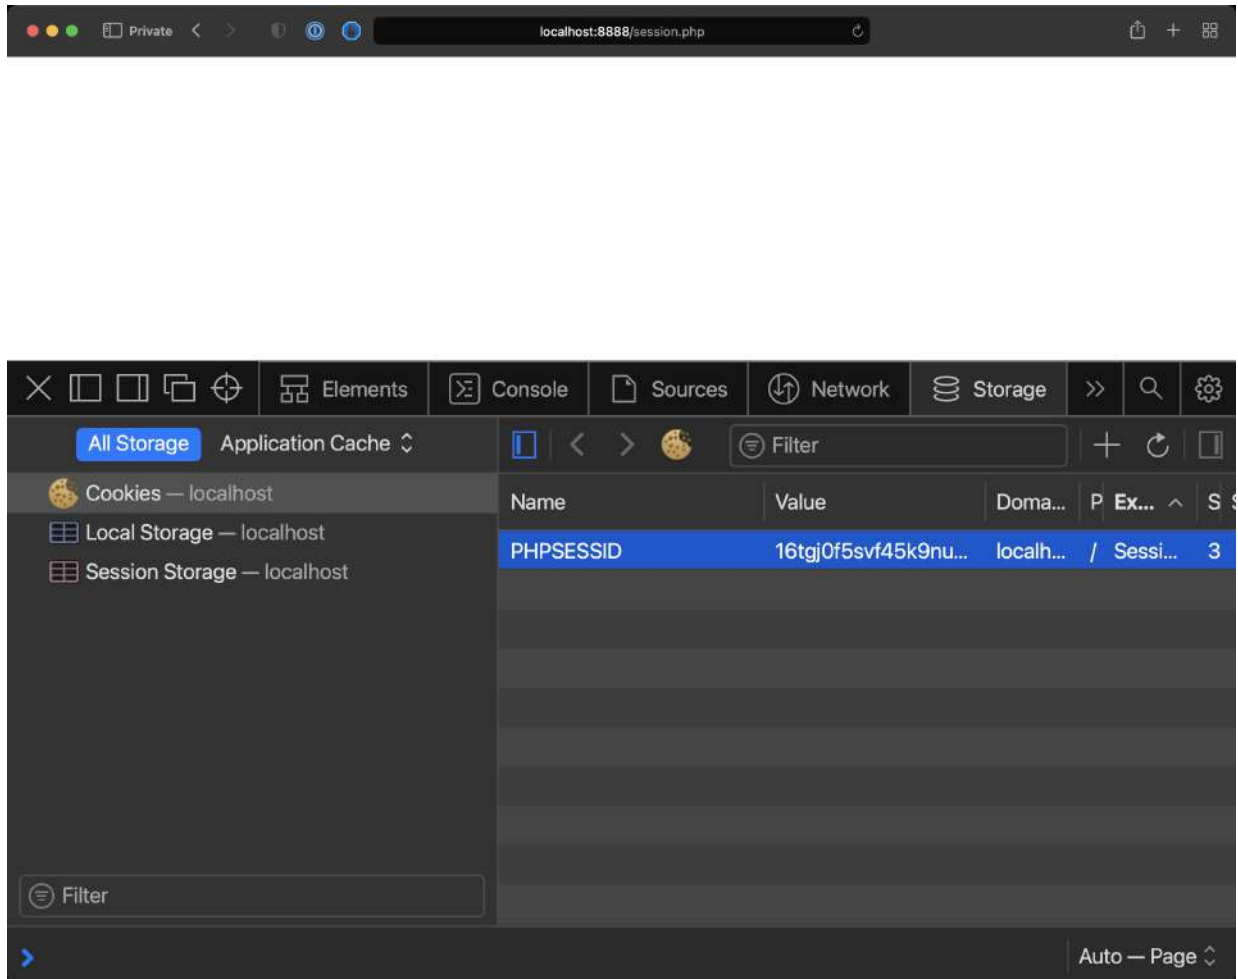 Private localhost:8888/session.php
Elements Console Sources Network Storage
All Storage Application Cache Filter
Cookies — localhost
Local Storage — localhost
Session Storage — localhost
Name Value Doma... P Ex... S S
PHPSESSID 16tgj0f5svf45k9nu... localh... / Sessi... 3
Filter
Auto — Page